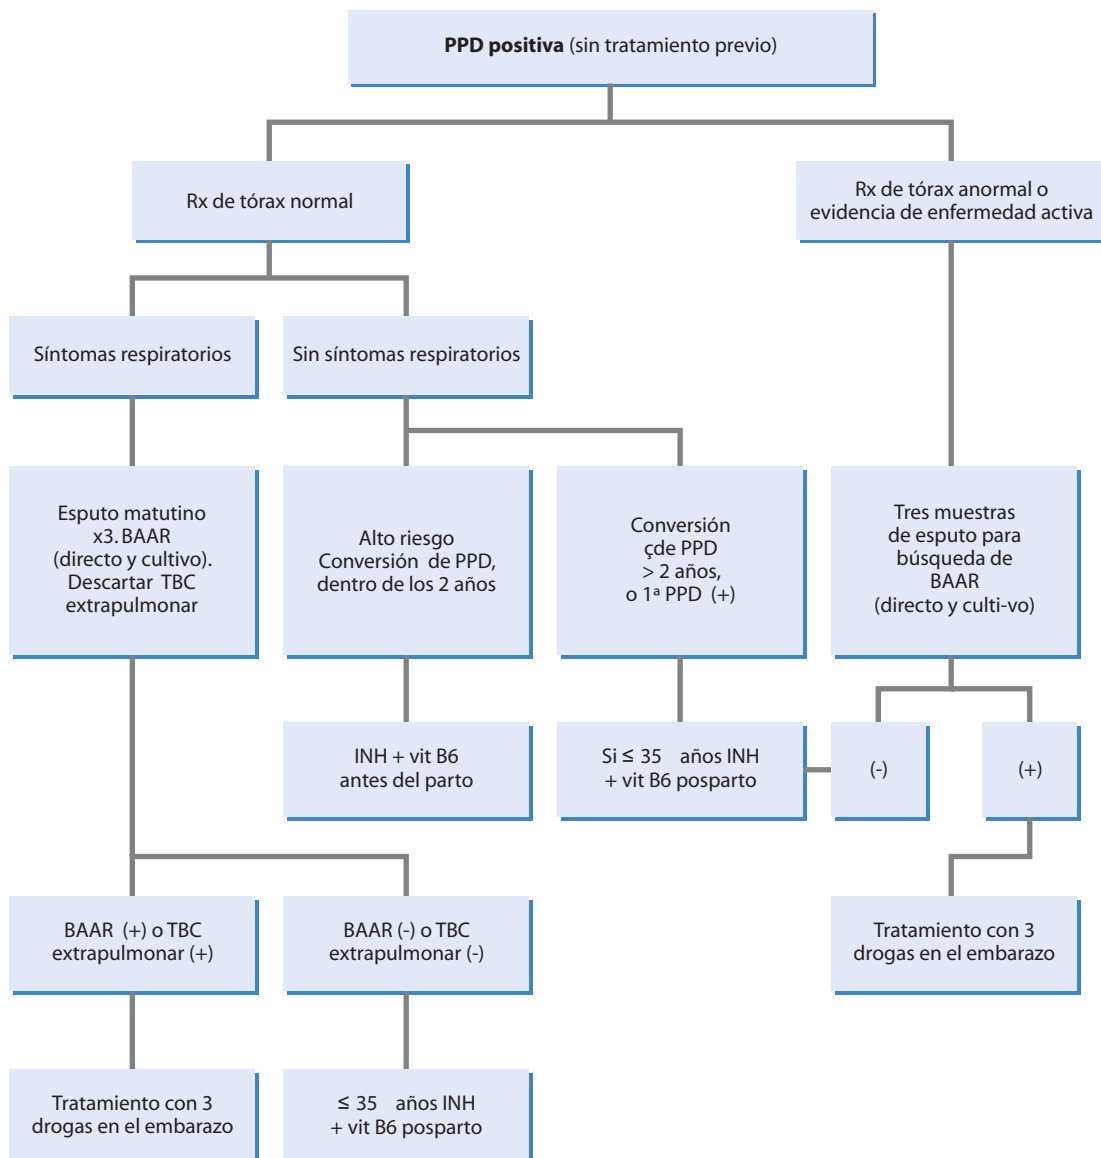 PPD positiva (sin tratamiento previo)
Rx de tórax normal
Rx de tórax anormal o
evidencia de enfermedad activa
Síntomas respiratorios
Sin síntomas respiratorios
Esputo matutino
x3. BAAR
(directo y cultivo).
Descartar TBC
extrapulmonar
Alto riesgo
Conversión de PPD,
dentro de los 2 años
Conversión
çde PPD
> 2 años,
o 1ª PPD (+)
Tres muestras
de esputo para
búsqueda de
BAAR
(directo y culti-vo)
INH + vit B6
antes del parto
Si ≤ 35 años INH
+ vit B6 posparto
(-)
(+)
BAAR (+) o TBC
extrapulmonar (+)
BAAR (-) o TBC
extrapulmonar (-)
Tratamiento con 3
drogas en el embarazo
Tratamiento con 3
drogas en el embarazo
≤ 35 años INH
+ vit B6 posparto